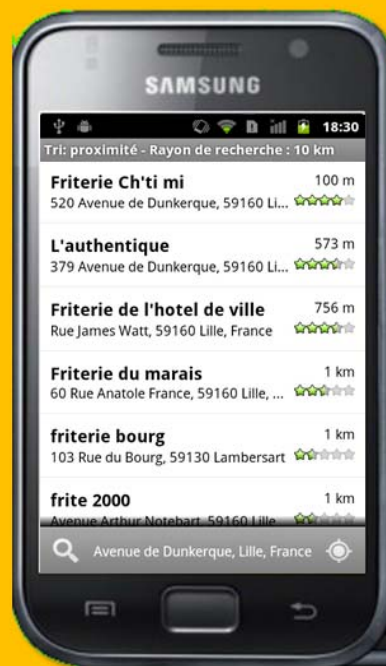 SAMSUNG
18:30
Tri: proximité - Rayon de recherche : 10 km
Friterie Ch'ti mi 100 m
520 Avenue de Dunkerque, 59160 Li...
L'authentique 573 m
379 Avenue de Dunkerque, 59160 Li...
Friterie de l'hotel de ville 756 m
Rue James Watt, 59160 Lille, France
Friterie du marais 1 km
60 Rue Anatole France, 59160 Lille, ...
friterie bourg 1 km
103 Rue du Bourg, 59130 Lambersart
frite 2000 1 km
Avenue Arthur Notebart, 59160 Lille
Avenue de Dunkerque, Lille, France